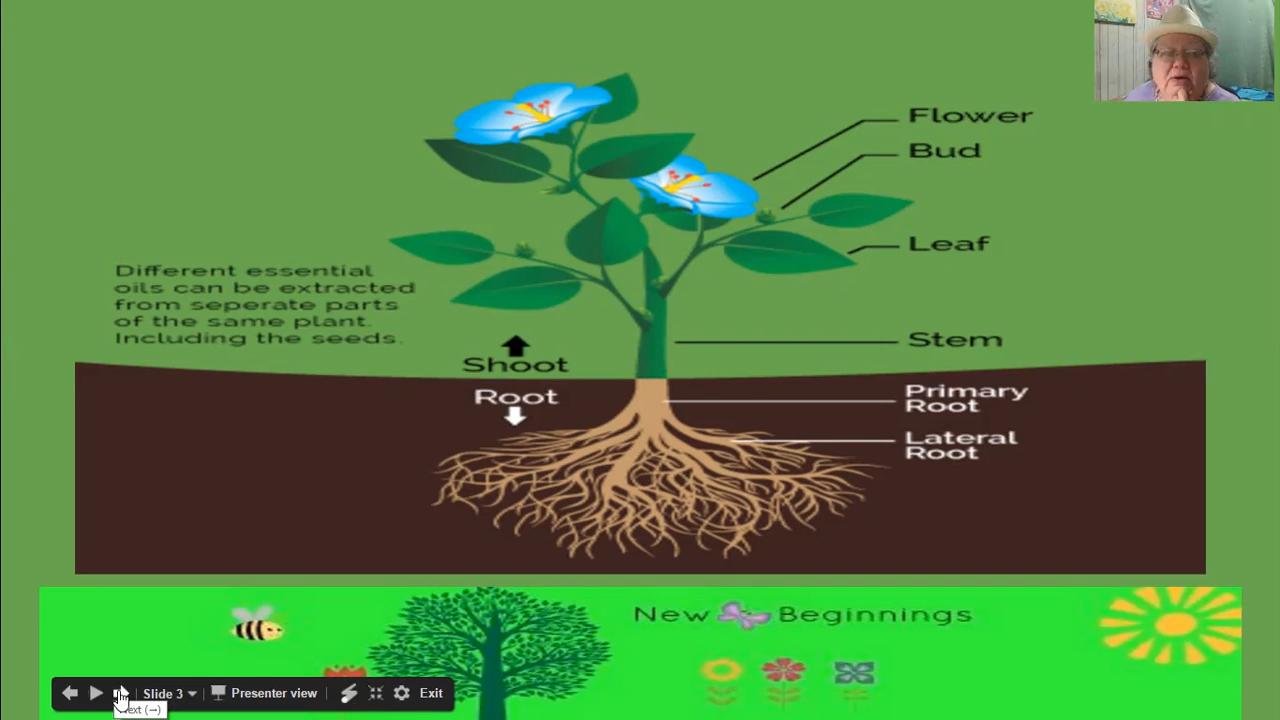 Flower
Bud
Leaf
Different essential
oils can be extracted
from seperate parts
of the same plant.
Including the seeds.
Stem
Shoot
Root
Primary
Root
Lateral
Root
New Beginnings
Slide 3 Presenter view Exit
(→)